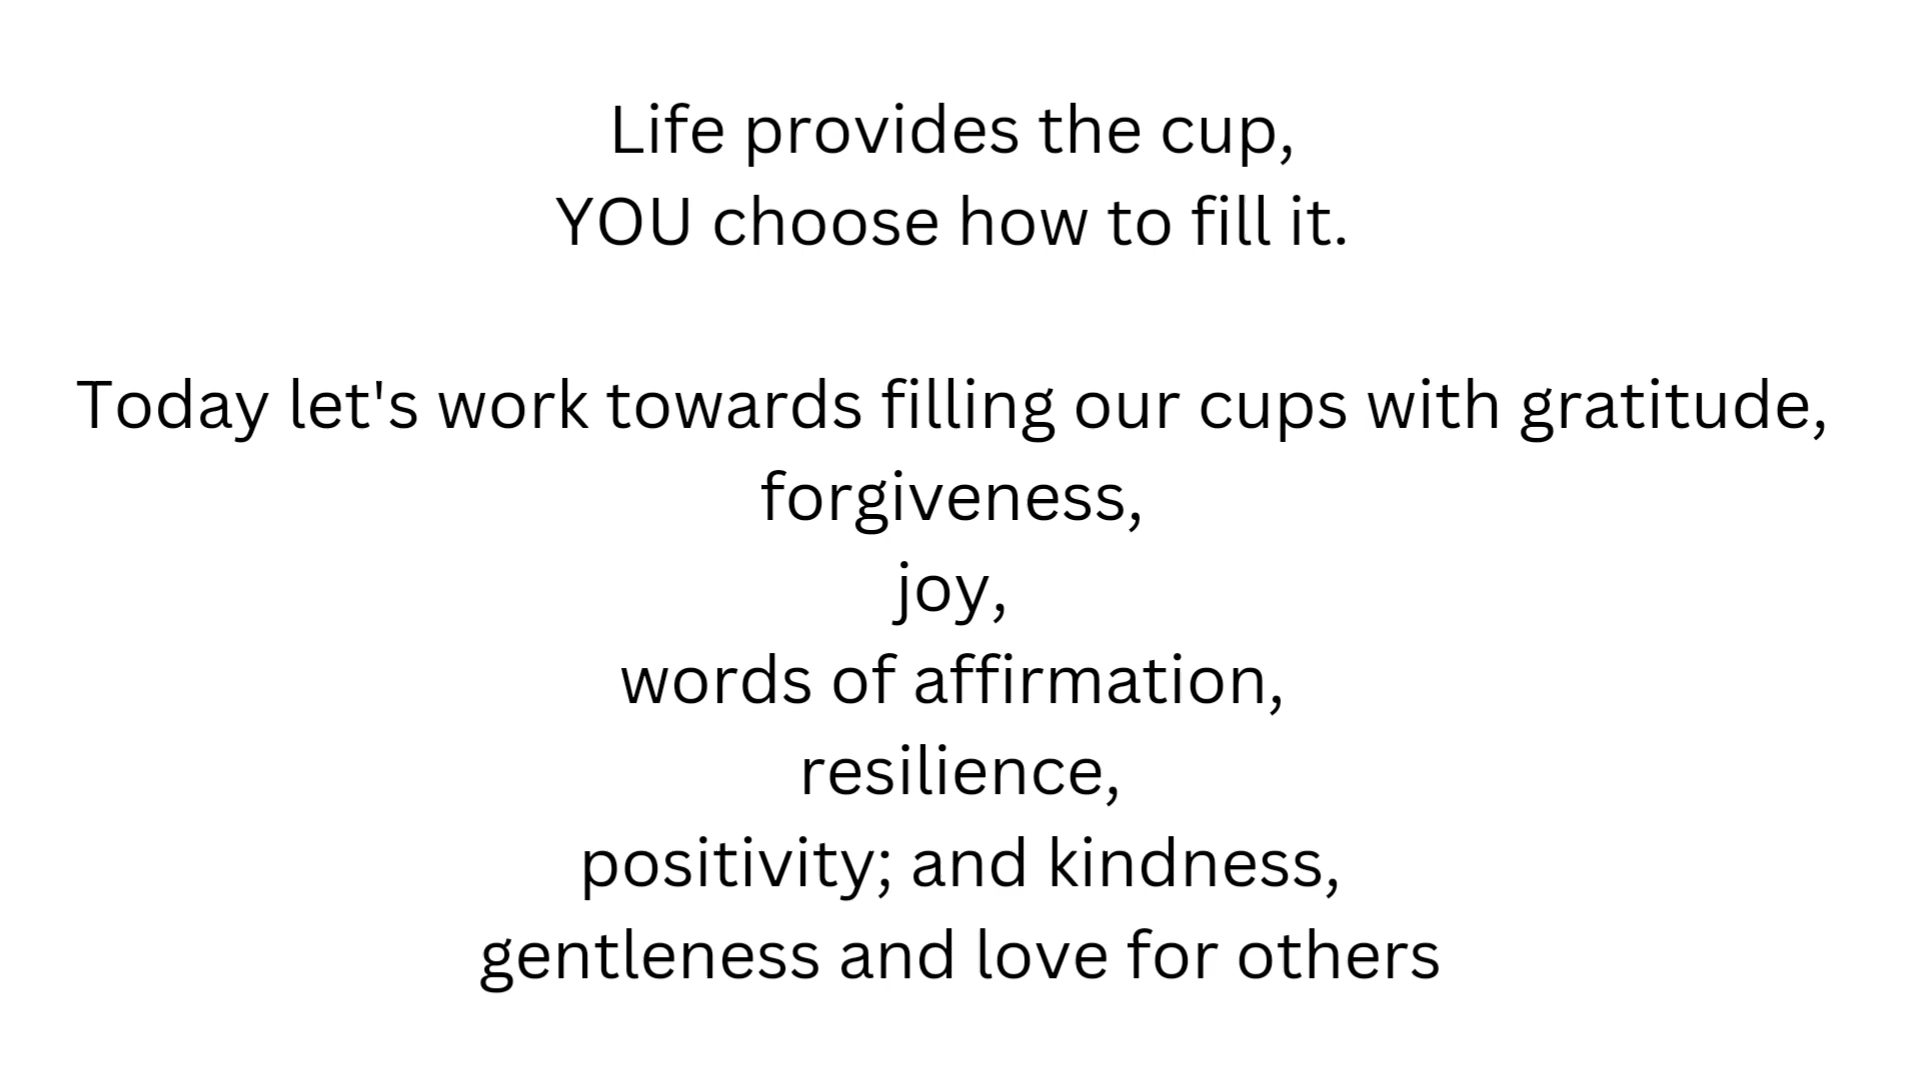 Life provides the cup,
YOU choose how to fill it.
Today let's work towards filling our cups with gratitude,
forgiveness,
joy,
words of affirmation,
resilience,
positivity; and kindness,
gentleness and love for others